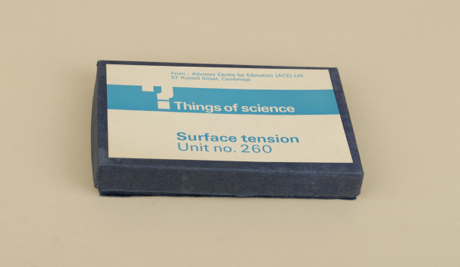 From - Advisory Centre for Education (ACE) Ltd.
57 Russell Street, Cambridge
?
Things of science
Surface tension
Unit no. 260